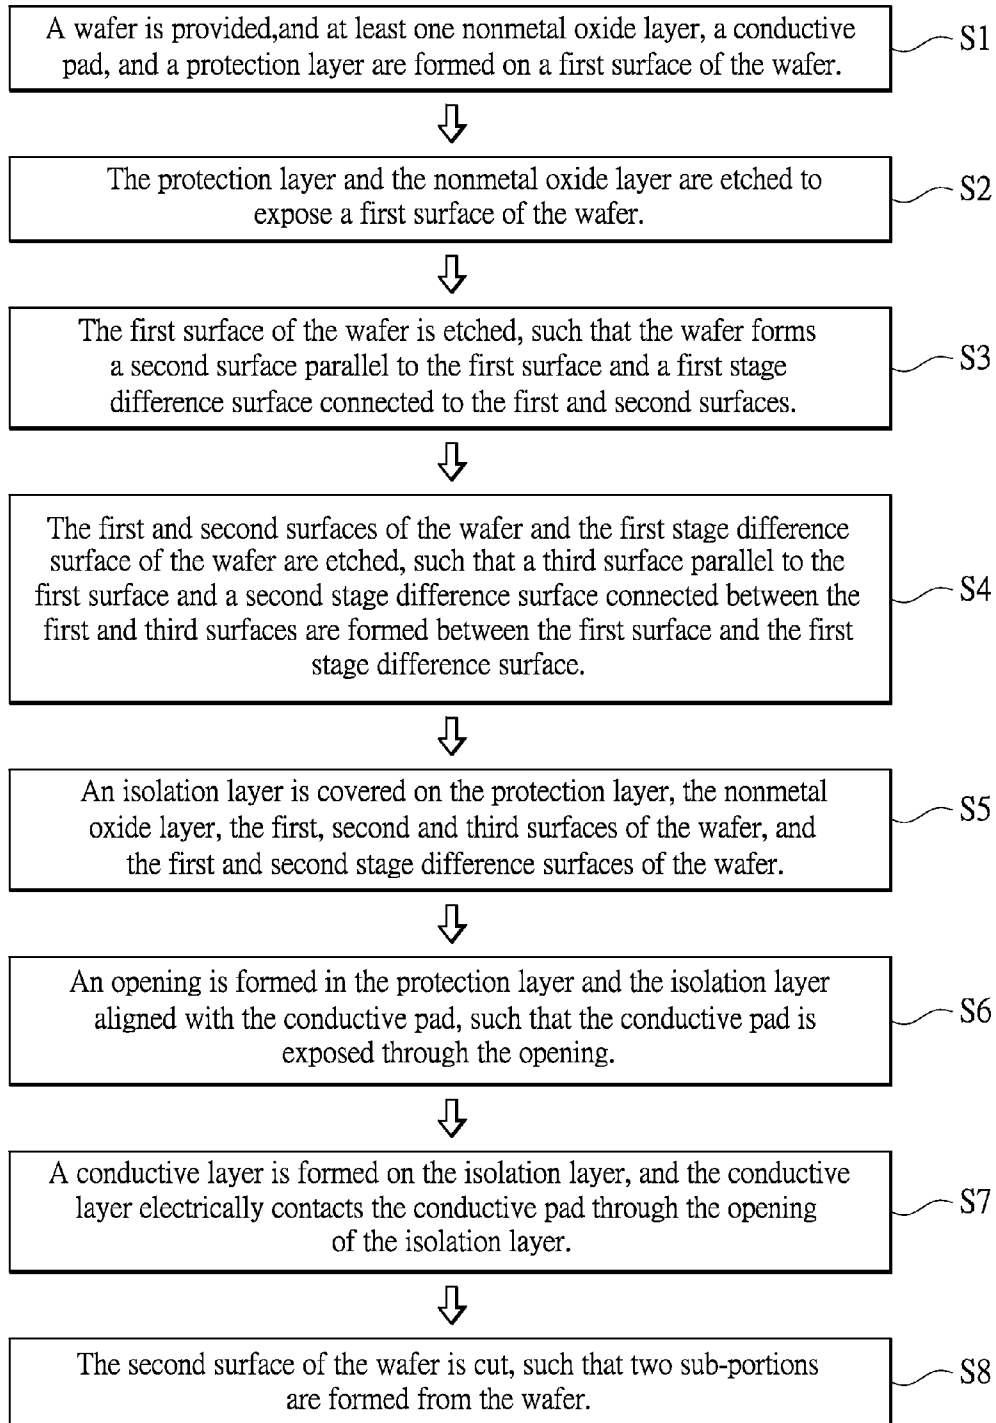 A wafer is provided,and at least one nonmetal oxide layer, a conductive
pad, and a protection layer are formed on a first surface of the wafer.
S1
The protection layer and the nonmetal oxide layer are etched to
expose a first surface of the wafer.
S2
The first surface of the wafer is etched, such that the wafer forms
a second surface parallel to the first surface and a first stage
difference surface connected to the first and second surfaces.
S3
The first and second surfaces of the wafer and the first stage difference
surface of the wafer are etched, such that a third surface parallel to the
first surface and a second stage difference surface connected between the
first and third surfaces are formed between the first surface and the first
stage difference surface.
S4
An isolation layer is covered on the protection layer, the nonmetal
oxide layer, the first, second and third surfaces of the wafer, and
the first and second stage difference surfaces of the wafer.
S5
An opening is formed in the protection layer and the isolation layer
aligned with the conductive pad, such that the conductive pad is
exposed through the opening.
S6
A conductive layer is formed on the isolation layer, and the conductive
layer electrically contacts the conductive pad through the opening
of the isolation layer.
S7
The second surface of the wafer is cut, such that two sub-portions
are formed from the wafer.
S8